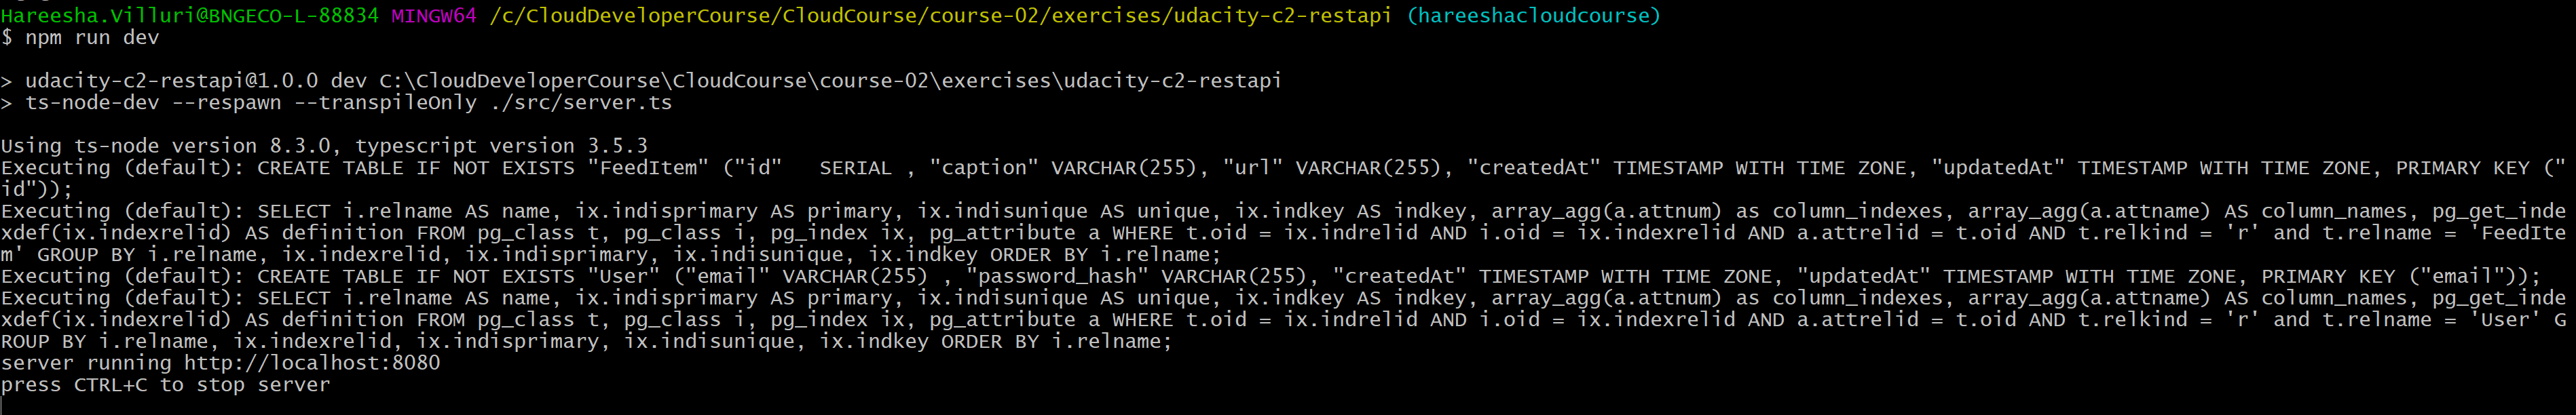 Hareesha.Villuri@BNGECO-L-88834 MINGW64 /c/CloudDeveloperCourse/CloudCourse/course-02/exercises/udacity-c2-restapi (hareeshacloudcourse)
$ npm run dev
> udacity-c2-restapi@1.0.0 dev C:\CloudDeveloperCourse\CloudCourse\course-02\exercises\udacity-c2-restapi
> ts-node-dev --respawn --transpileOnly ./src/server.ts
Using ts-node version 8.3.0, typescript version 3.5.3
Executing (default): CREATE TABLE IF NOT EXISTS "FeedItem" ("id"   SERIAL , "caption" VARCHAR(255), "url" VARCHAR(255), "createdAt" TIMESTAMP WITH TIME ZONE, "updatedAt" TIMESTAMP WITH TIME ZONE, PRIMARY KEY ("
id"));
Executing (default): SELECT i.relname AS name, ix.indisprimary AS primary, ix.indisunique AS unique, ix.indkey AS indkey, array_agg(a.attnum) as column_indexes, array_agg(a.attname) AS column_names, pg_get_inde
xdef(ix.indexrelid) AS definition FROM pg_class t, pg_class i, pg_index ix, pg_attribute a WHERE t.oid = ix.indrelid AND i.oid = ix.indexrelid AND a.attrelid = t.oid AND t.relkind = 'r' and t.relname = 'FeedIte
m' GROUP BY i.relname, ix.indexrelid, ix.indisprimary, ix.indisunique, ix.indkey ORDER BY i.relname;
Executing (default): CREATE TABLE IF NOT EXISTS "User" ("email" VARCHAR(255) , "password_hash" VARCHAR(255), "createdAt" TIMESTAMP WITH TIME ZONE, "updatedAt" TIMESTAMP WITH TIME ZONE, PRIMARY KEY ("email"));
Executing (default): SELECT i.relname AS name, ix.indisprimary AS primary, ix.indisunique AS unique, ix.indkey AS indkey, array_agg(a.attnum) as column_indexes, array_agg(a.attname) AS column_names, pg_get_inde
xdef(ix.indexrelid) AS definition FROM pg_class t, pg_class i, pg_index ix, pg_attribute a WHERE t.oid = ix.indrelid AND i.oid = ix.indexrelid AND a.attrelid = t.oid AND t.relkind = 'r' and t.relname = 'User' G
ROUP BY i.relname, ix.indexrelid, ix.indisprimary, ix.indisunique, ix.indkey ORDER BY i.relname;
server running http://localhost:8080
press CTRL+C to stop server